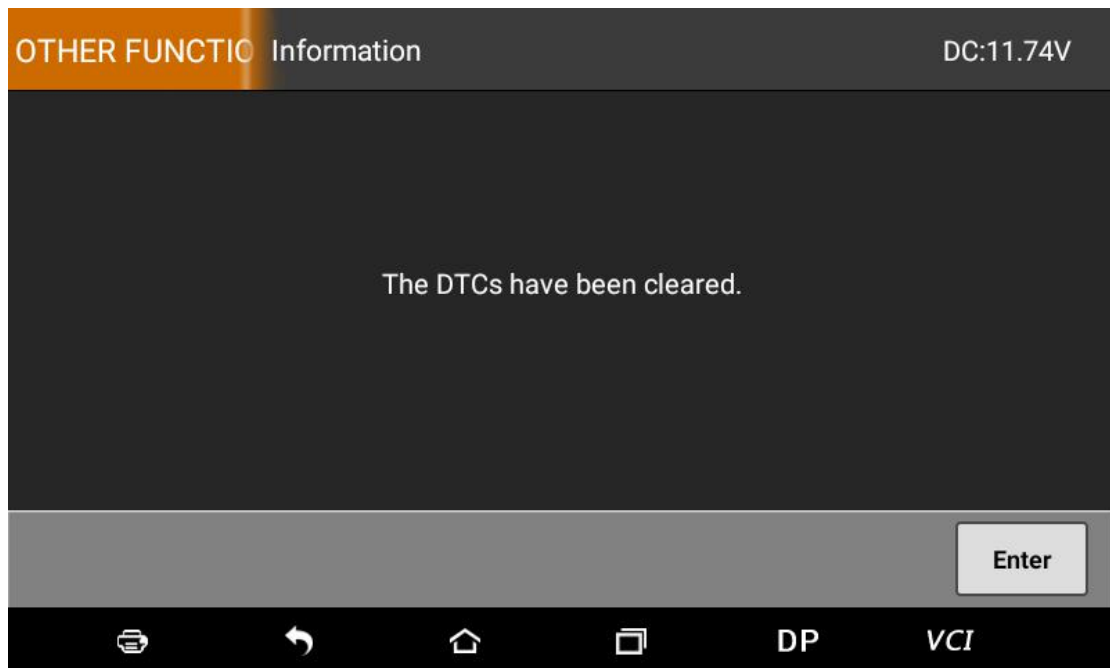 OTHER FUNCTIO Information DC:11.74V
The DTCs have been cleared.
Enter
DP VCI